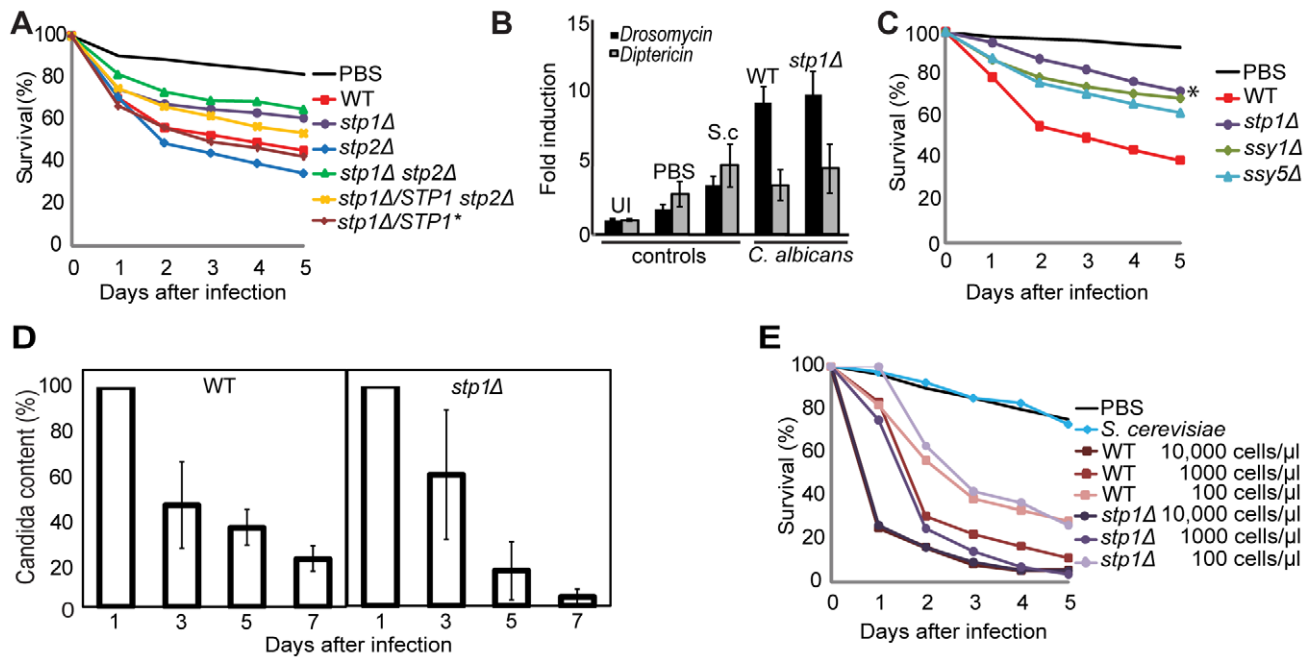 A
Survival (%)
100
80
60
40
20
0
0 1 2 3 4 5
Days after infection
PBS
WT
stp1Δ
stp2Δ
stp1Δ stp2Δ
stp1Δ/STP1 stp2Δ
stp1Δ/STP1*
B
Fold induction
15
10
5
0
Drosomycin
Diptericin
UI
PBS
S.c
WT
stp1Δ
controls
C. albicans
C
Survival (%)
100
80
60
40
20
0
0 1 2 3 4 5
Days after infection
*
PBS
WT
stp1Δ
ssy1Δ
ssy5Δ
D
Candida content (%)
100
80
60
40
20
0
WT
stp1Δ
1 3 5 7 1 3 5 7
Days after infection
E
Survival (%)
100
80
60
40
20
0
0 1 2 3 4 5
Days after infection
PBS
S. cerevisiae
WT 10,000 cells/µl
WT 1000 cells/µl
WT 100 cells/µl
stp1Δ 10,000 cells/µl
stp1Δ 1000 cells/µl
stp1Δ 100 cells/µl